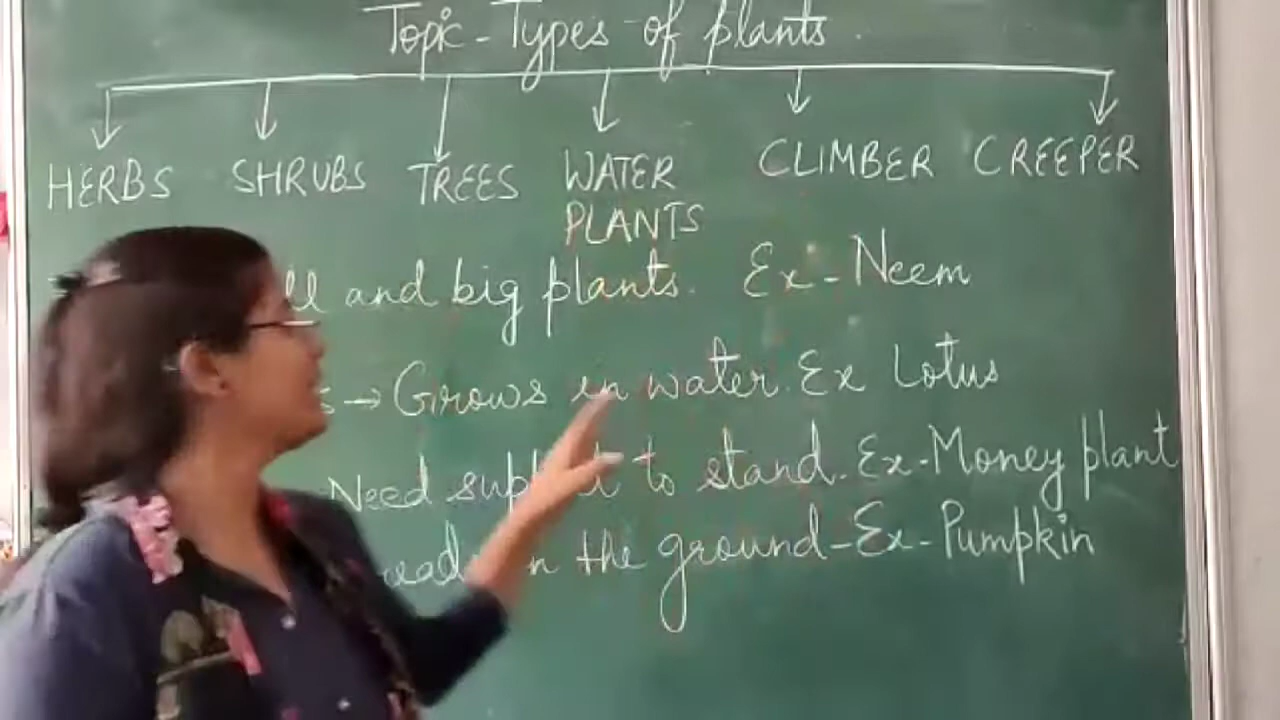 Topic - Types of plants.
HERBS SHRUBS TREES WATER PLANTS CLIMBER CREEPER
and big plants. Ex - Neem
→ Grows in water. Ex Lotus
Need to stand. Ex - Money plant
the ground - Ex - Pumpkin